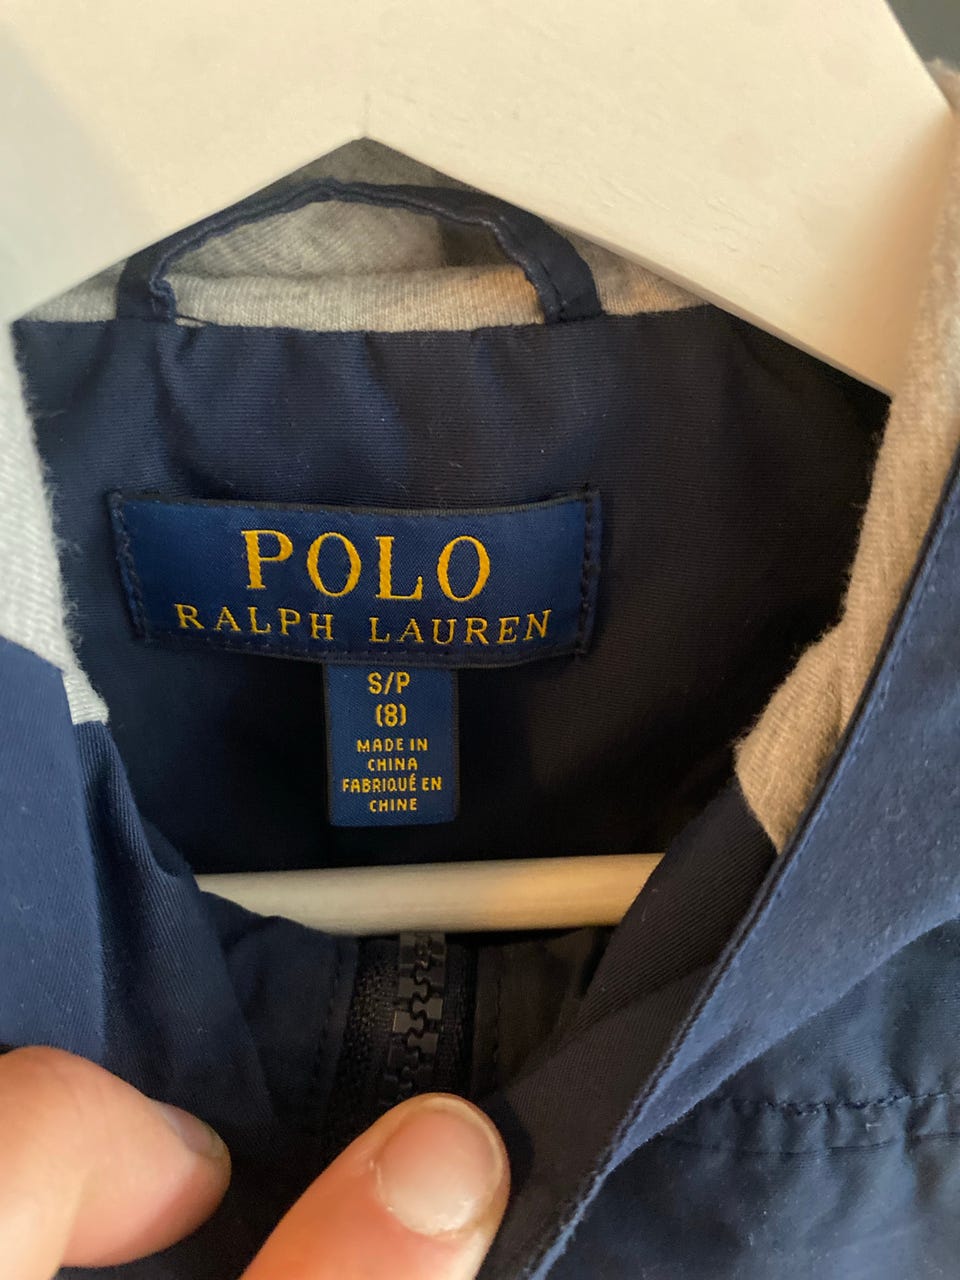 POLO
RALPH LAUREN
S/P
(8)
MADE IN
CHINA
FABRIQUÉ EN
CHINE